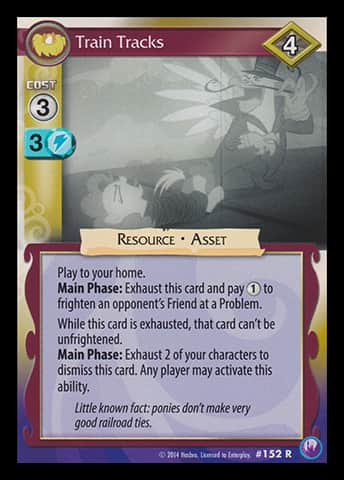 Train Tracks
4
COST
3
3
RESOURCE • ASSET
Play to your home.
Main Phase: Exhaust this card and pay 1 to
frighten an opponent's Friend at a Problem.
While this card is exhausted, that card can't be
unfrightened.
Main Phase: Exhaust 2 of your characters to
dismiss this card. Any player may activate this
ability.
Little known fact: ponies don't make very
good railroad ties.
© 2014 Hasbro. Licensed to Enterplay. #152 R